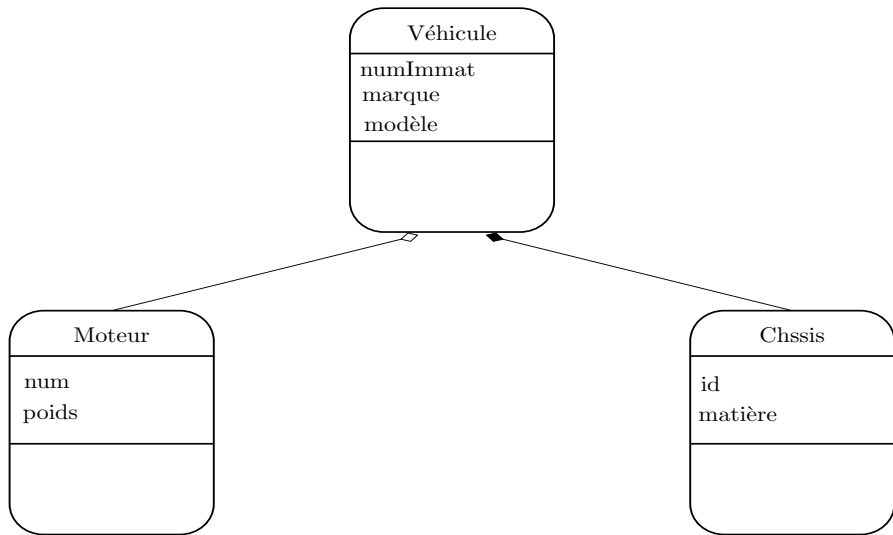 Véhicule
numImmat
marque
modèle
Moteur
num
poids
Chssis
id
matière